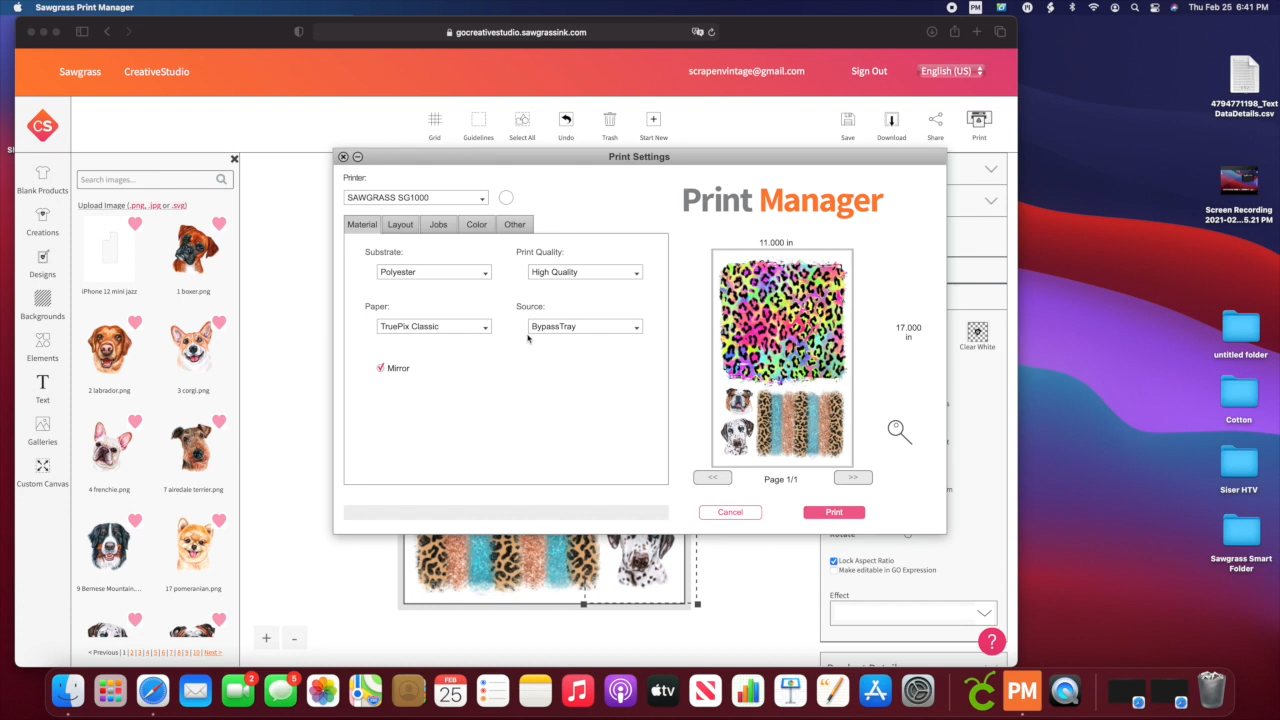 Sawgrass Print Manager
PM
Thu Feb 25 6:41 PM
gocreativestudio.sawgrassink.com
Sawgrass
CreativeStudio
scrapenvintage@gmail.com
Sign Out
English (US)
CS
Grid
Guidelines
Select All
Undo
Trash
Start New
Save
Download
Share
Print
Blank Products
Creations
Designs
Backgrounds
Elements
T
Text
Galleries
Custom Canvas
Search images...
Upload Image (.png, .jpg or .svg)
iPhone 12 mini jazz
1 boxer.png
2 labrador.png
3 corgi.png
4 frenchie.png
7 airedale terrier.png
9 Bernese Mountain,...
17 pomeranian.png
< Previous | 1 | 2 | 3 | 4 | 5 | 6 | 7 | 8 | 9 | 10 | Next >
Print Settings
Printer:
SAWGRASS SG1000
Material
Layout
Jobs
Color
Other
Substrate:
Polyester
Print Quality:
High Quality
Paper:
TruePix Classic
Source:
BypassTray
Mirror
Print Manager
11.000 in
17.000
in
<<
Page 1/1
>>
Cancel
Print
Clear White
Lock Aspect Ratio
Make editable in GO Expression
Effect
?
+
-
4794771198_Text
DataDetails.csv
Screen Recording
2021-02...5.21 PM
untitled folder
Cotton
Siser HTV
Sawgrass Smart
Folder
2
5
FEB
25
tv
PM